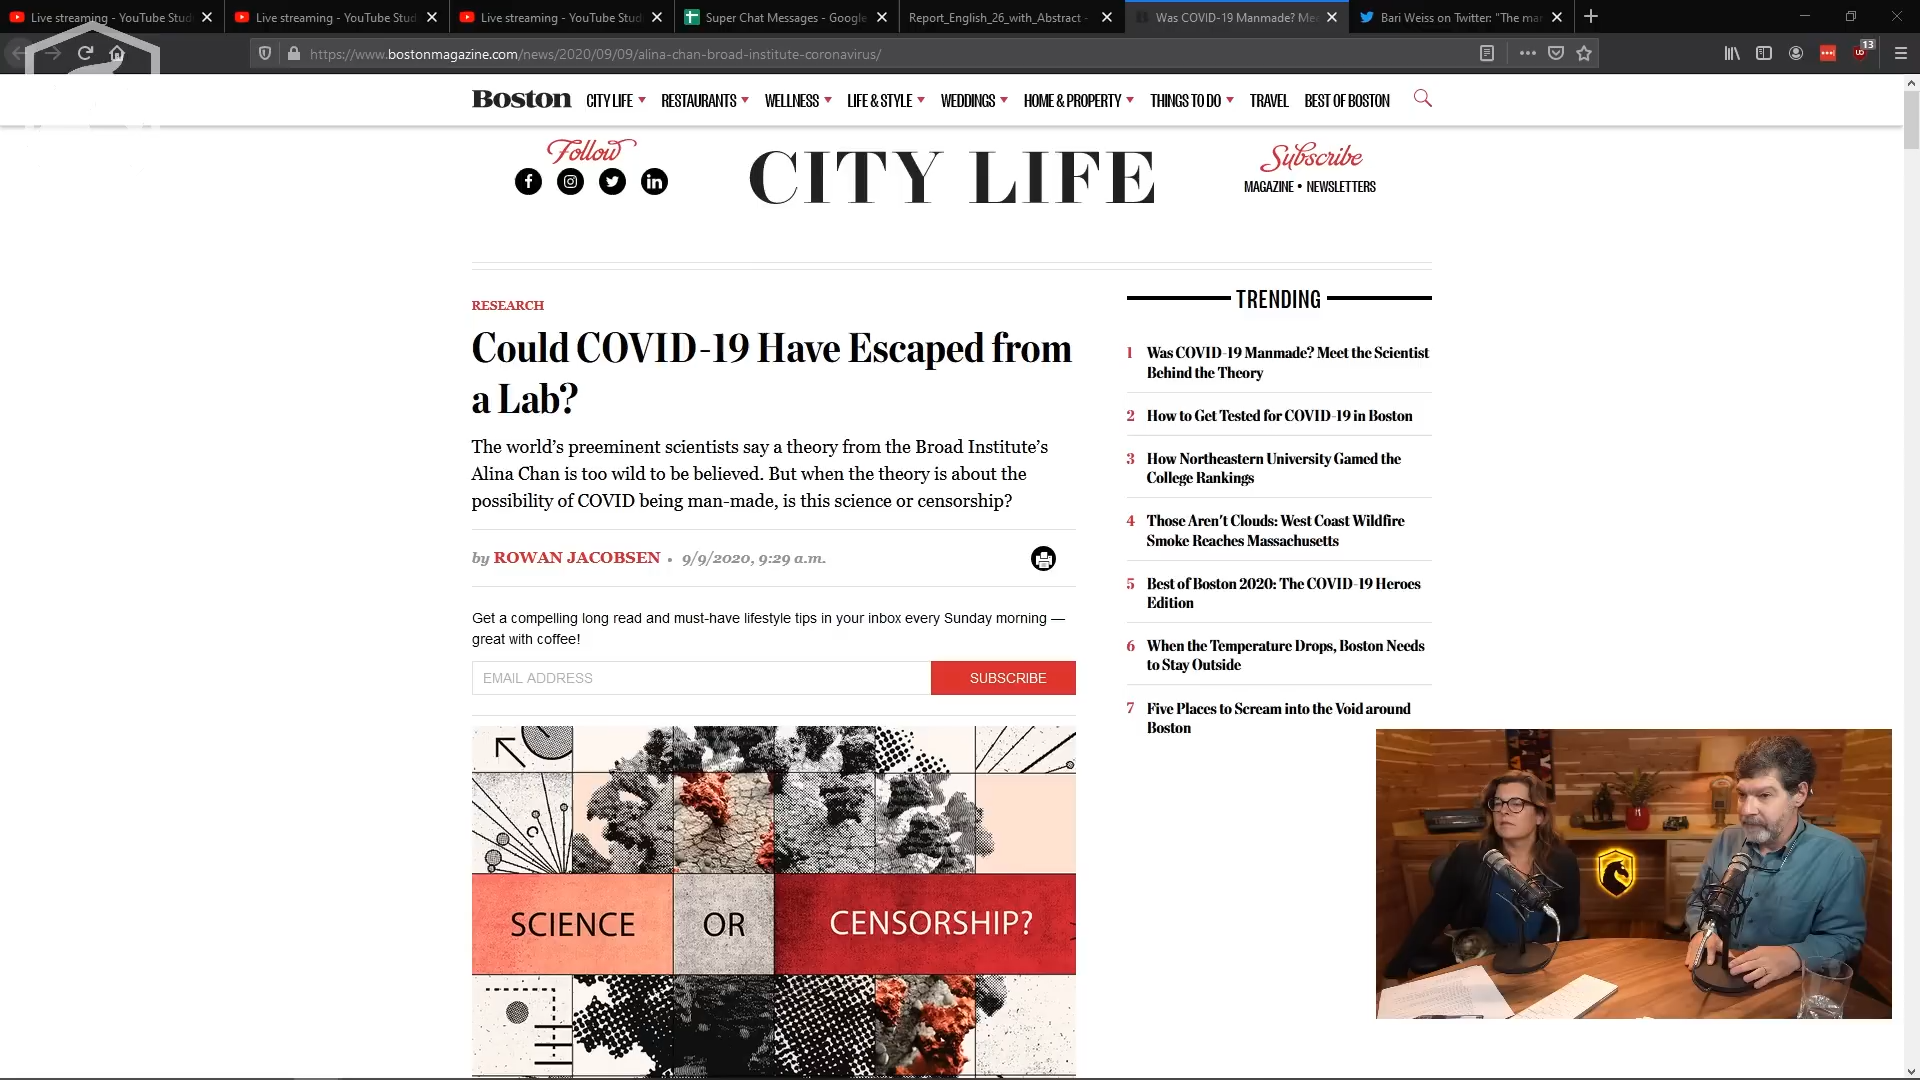 Live streaming - YouTube Studi
Live streaming - YouTube Studi
Live streaming - YouTube Studi
Super Chat Messages - Google
Report_English_26_with_Abstract -
Was COVID-19 Manmade? Me
Bari Weiss on Twitter: "The ma
https://www.bostonmagazine.com/news/2020/09/09/alina-chan-broad-institute-coronavirus/
13
Boston
CITY LIFE
RESTAURANTS
WELLNESS
LIFE & STYLE
WEDDINGS
HOME & PROPERTY
THINGS TO DO
TRAVEL
BEST OF BOSTON
Follow
CITY LIFE
Subscribe
MAGAZINE • NEWSLETTERS
RESEARCH
Could COVID-19 Have Escaped from
a Lab?
The world's preeminent scientists say a theory from the Broad Institute's
Alina Chan is too wild to be believed. But when the theory is about the
possibility of COVID being man-made, is this science or censorship?
by ROWAN JACOBSEN • 9/9/2020, 9:29 a.m.
Get a compelling long read and must-have lifestyle tips in your inbox every Sunday morning —
great with coffee!
EMAIL ADDRESS
SUBSCRIBE
SCIENCE OR CENSORSHIP?
TRENDING
1 Was COVID-19 Manmade? Meet the Scientist
Behind the Theory
2 How to Get Tested for COVID-19 in Boston
3 How Northeastern University Gamed the
College Rankings
4 Those Aren't Clouds: West Coast Wildfire
Smoke Reaches Massachusetts
5 Best of Boston 2020: The COVID-19 Heroes
Edition
6 When the Temperature Drops, Boston Needs
to Stay Outside
7 Five Places to Scream into the Void around
Boston